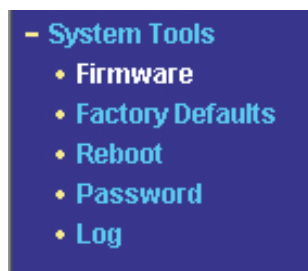 – System Tools
• Firmware
• Factory Defaults
• Reboot
• Password
• Log